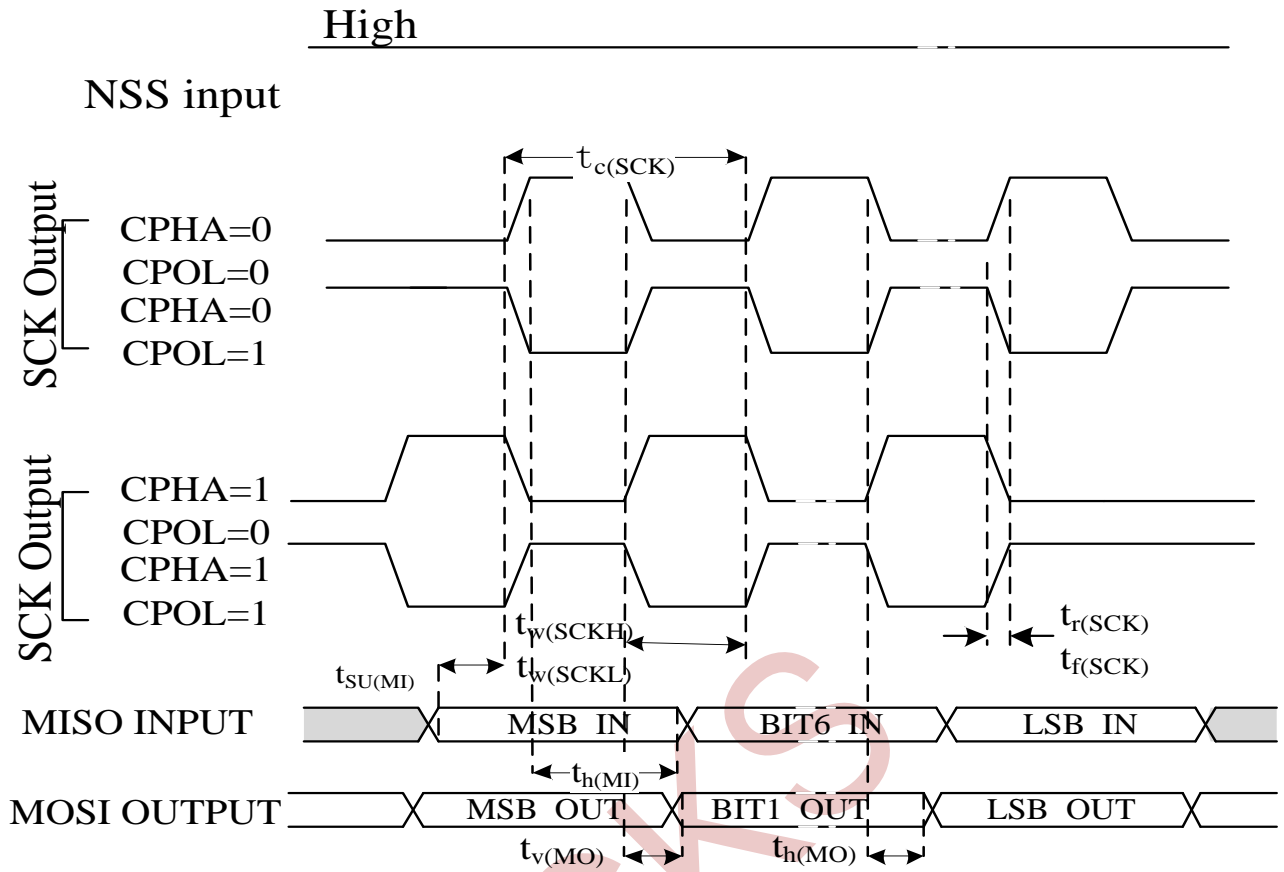 High
NSS input
tc(SCK)
SCK Output
CPHA=0
CPOL=0
CPHA=0
CPOL=1
SCK Output
CPHA=1
CPOL=0
CPHA=1
CPOL=1
tw(SCKH)
tw(SCKL)
tr(SCK)
tf(SCK)
tSU(MI)
MISO INPUT
MSB IN
BIT6 IN
LSB IN
th(MI)
MOSI OUTPUT
MSB OUT
BIT1 OUT
LSB OUT
tv(MO)
th(MO)
KS